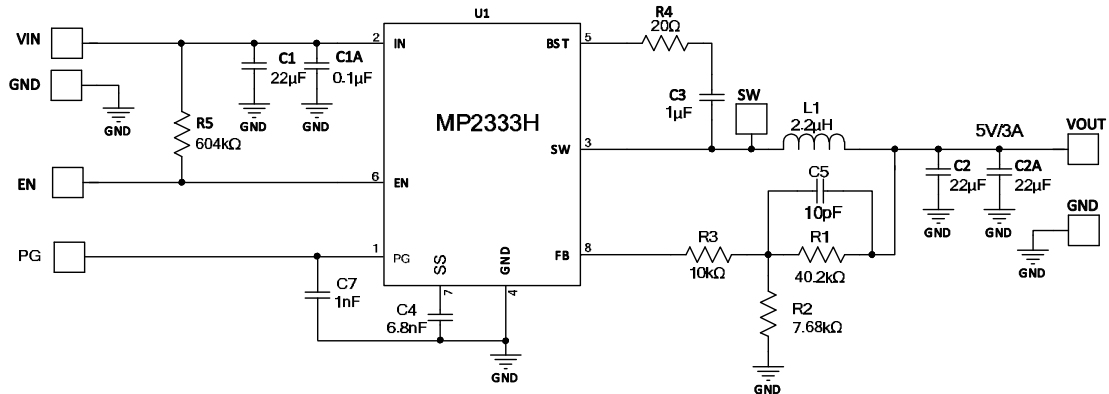 U1
VIN
GND
GND
R5
604kΩ
C1
22µF
GND
C1A
0.1µF
GND
2
IN
MP2333H
BST
5
R4
20Ω
C3
1µF
SW
L1
2.2µH
5V/3A
VOUT
SW
3
C2
22µF
GND
C2A
22µF
GND
GND
GND
EN
6
EN
C5
10pF
PG
1
PG
FB
8
R3
10kΩ
R1
40.2kΩ
R2
7.68kΩ
GND
SS
7
GND
4
C7
1nF
C4
6.8nF
GND